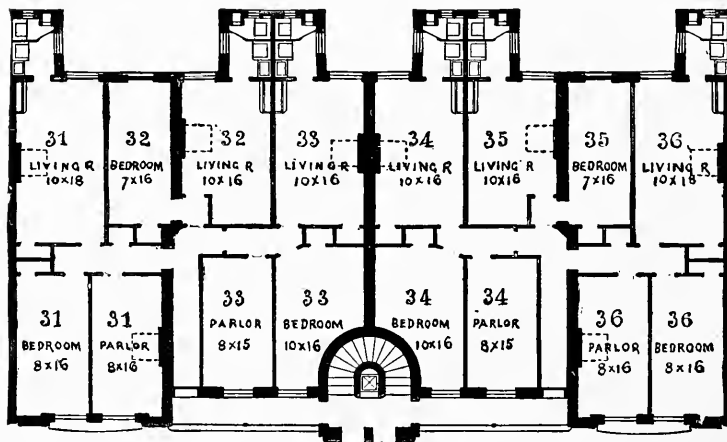 31
LIVING R
10×18
32
BEDROOM
7×16
32
LIVING R
10×16
33
LIVING R
10×16
34
LIVING R
10×16
35
LIVING R
10×16
35
BEDROOM
7×16
36
LIVING R
10×18
31
BEDROOM
8×16
31
PARLOR
8×16
33
PARLOR
8×15
33
BEDROOM
10×16
34
BEDROOM
10×16
34
PARLOR
8×15
36
PARLOR
8×16
36
BEDROOM
8×16